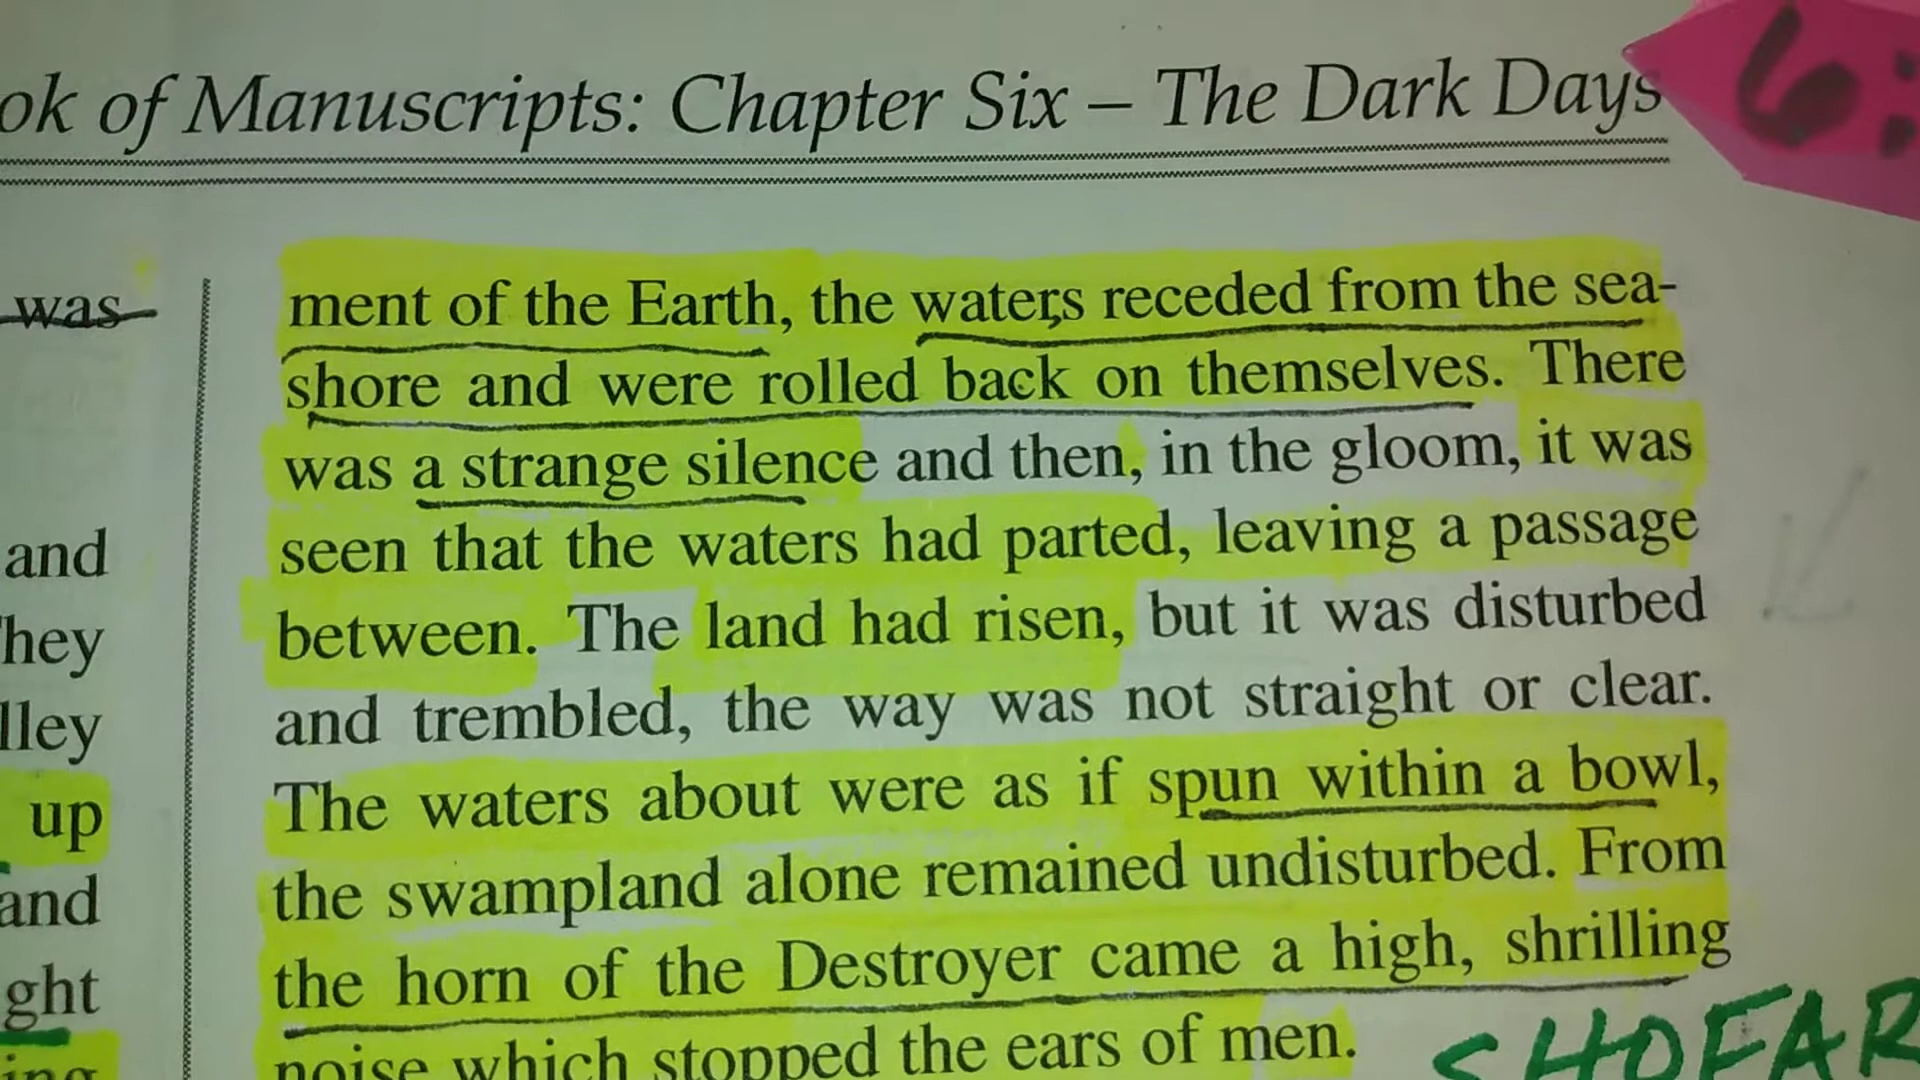 ok of Manuscripts: Chapter Six – The Dark Days
6:
was
and
hey
lley
up
and
ght
ing
ment of the Earth, the waters receded from the sea-
shore and were rolled back on themselves. There
was a strange silence and then, in the gloom, it was
seen that the waters had parted, leaving a passage
between. The land had risen, but it was disturbed
and trembled, the way was not straight or clear.
The waters about were as if spun within a bowl,
the swampland alone remained undisturbed. From
the horn of the Destroyer came a high, shrilling
noise which stopped the ears of men.
SHOFAR